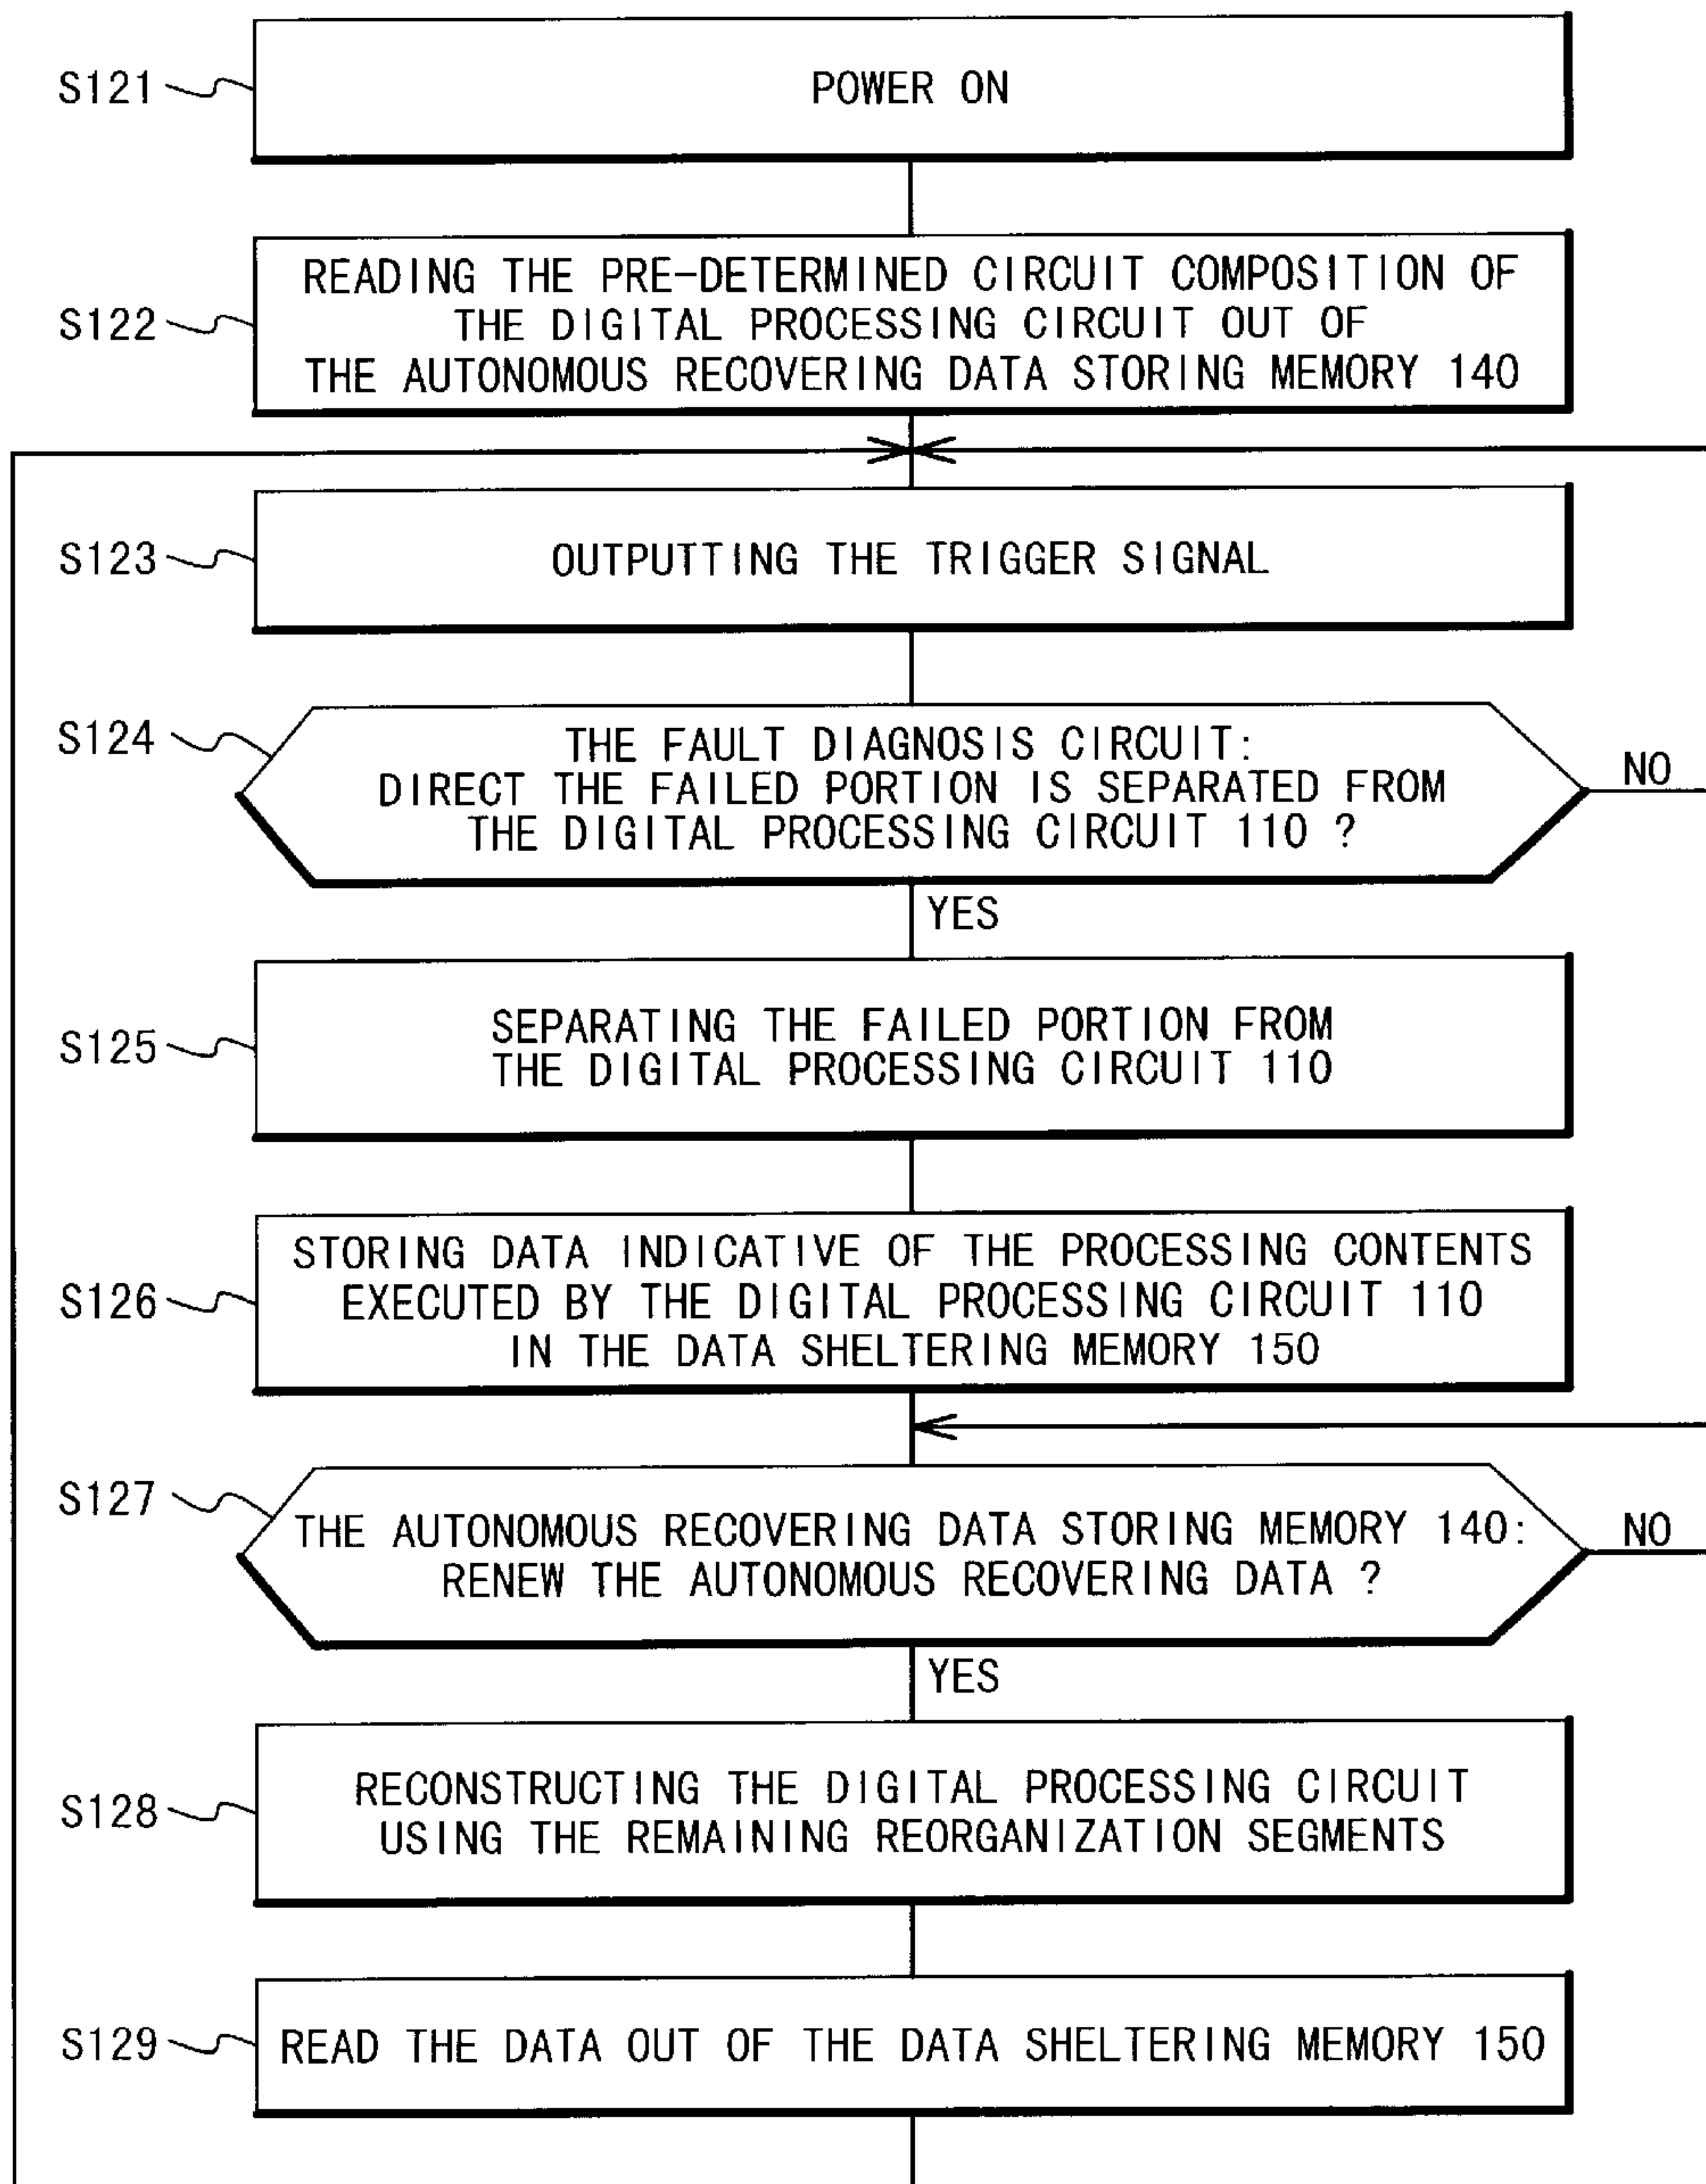 S121
POWER ON
S122
READING THE PRE-DETERMINED CIRCUIT COMPOSITION OF
THE DIGITAL PROCESSING CIRCUIT OUT OF
THE AUTONOMOUS RECOVERING DATA STORING MEMORY 140
S123
OUTPUTTING THE TRIGGER SIGNAL
S124
THE FAULT DIAGNOSIS CIRCUIT:
DIRECT THE FAILED PORTION IS SEPARATED FROM
THE DIGITAL PROCESSING CIRCUIT 110 ?
NO
YES
S125
SEPARATING THE FAILED PORTION FROM
THE DIGITAL PROCESSING CIRCUIT 110
S126
STORING DATA INDICATIVE OF THE PROCESSING CONTENTS
EXECUTED BY THE DIGITAL PROCESSING CIRCUIT 110
IN THE DATA SHELTERING MEMORY 150
S127
THE AUTONOMOUS RECOVERING DATA STORING MEMORY 140:
RENEW THE AUTONOMOUS RECOVERING DATA ?
NO
YES
S128
RECONSTRUCTING THE DIGITAL PROCESSING CIRCUIT
USING THE REMAINING REORGANIZATION SEGMENTS
S129
READ THE DATA OUT OF THE DATA SHELTERING MEMORY 150